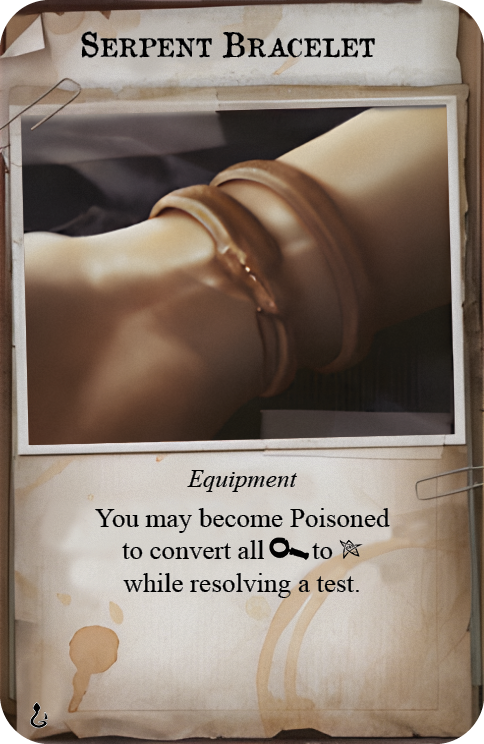 Serpent Bracelet
Equipment
You may become Poisoned
to convert all to
while resolving a test.